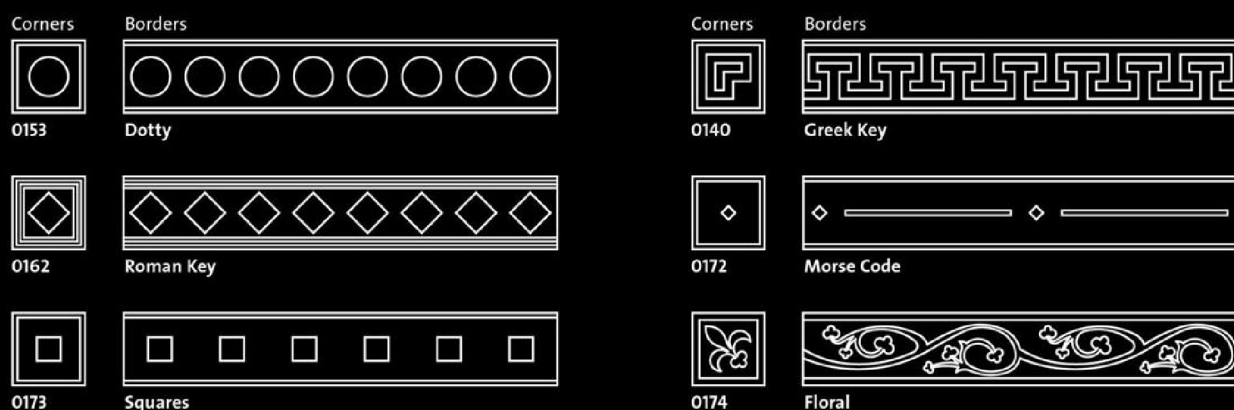 Corners Borders Corners Borders
0153 Dotty 0140 Greek Key
0162 Roman Key 0172 Morse Code
0173 Squares 0174 Floral